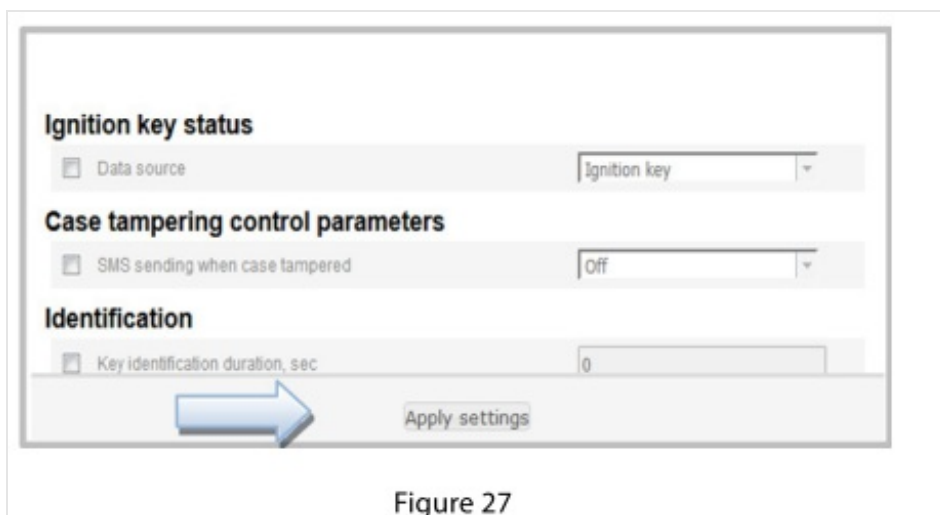 Ignition key status
Data source Ignition key
Case tampering control parameters
SMS sending when case tampered Off
Identification
Key identification duration, sec 0
Apply settings
Figure 27